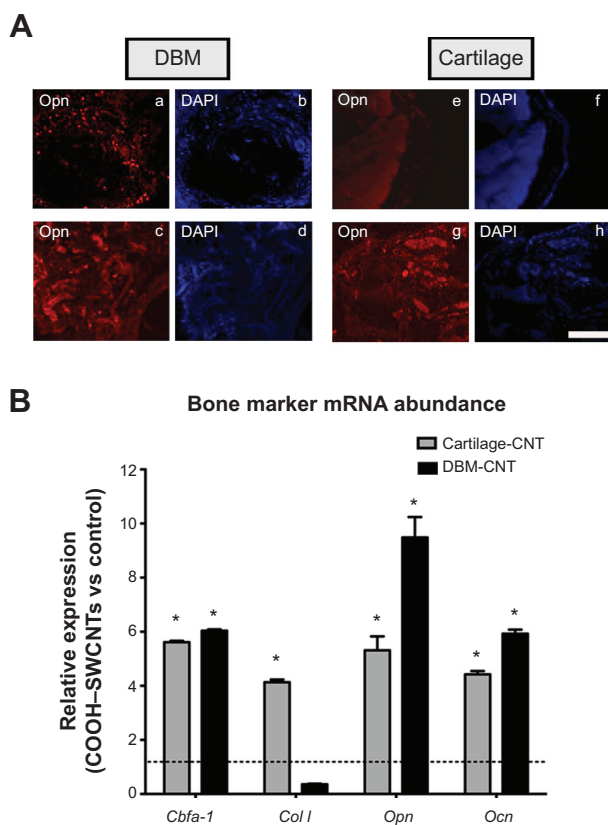 A
DBM
Cartilage
Opn a
DAPI b
Opn e
DAPI f
Opn c
DAPI d
Opn g
DAPI h
B
Bone marker mRNA abundance
Cartilage-CNT
DBM-CNT
Relative expression
(COOH–SWCNTs vs control)
12
10
8
6
4
2
0
* * * * * * *
Cbfa-1 Col I Opn Ocn